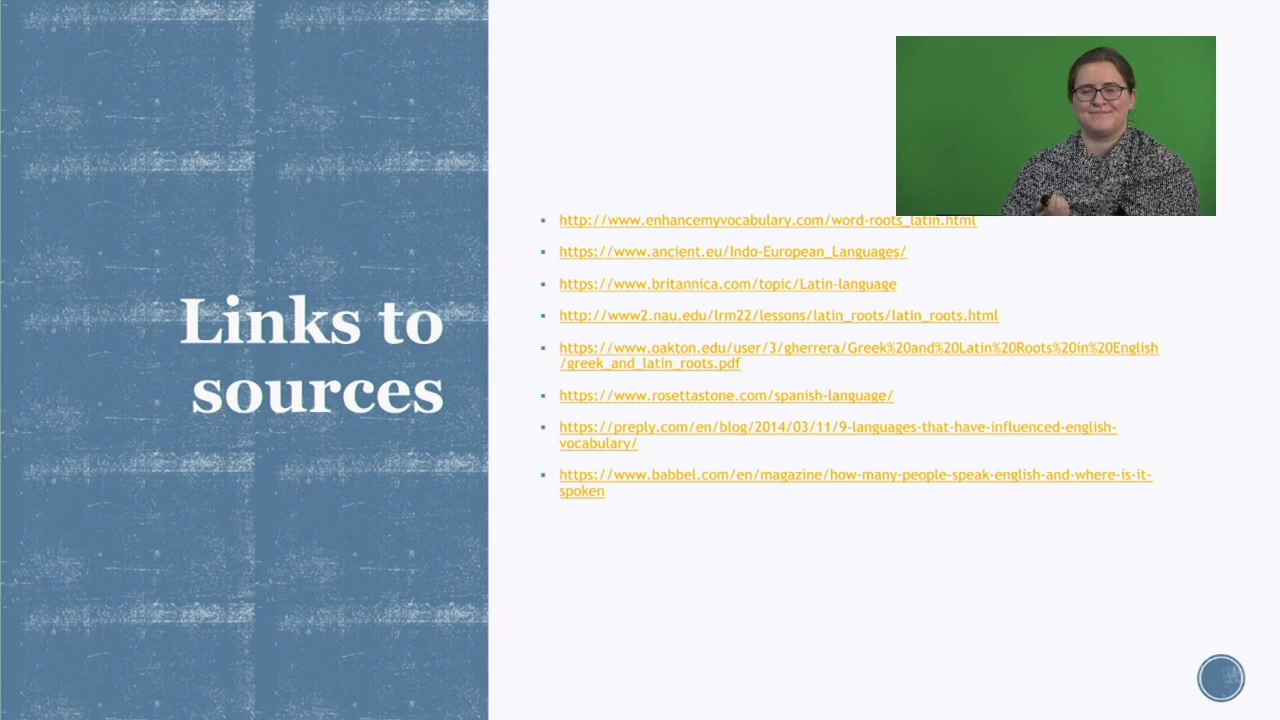 Links to
sources
http://www.enhancemyvocabulary.com/word-roots_latin.html
https://www.ancient.eu/Indo-European_Languages/
https://www.britannica.com/topic/Latin-language
http://www2.nau.edu/lrm22/lessons/latin_roots/latin_roots.html
https://www.oakton.edu/user/3/gherrera/Greek%20and%20Latin%20Roots%20in%20English
/greek_and_latin_roots.pdf
https://www.rosettastone.com/spanish-language/
https://preply.com/en/blog/2014/03/11/9-languages-that-have-influenced-english-
vocabulary/
https://www.babbel.com/en/magazine/how-many-people-speak-english-and-where-is-it-
spoken